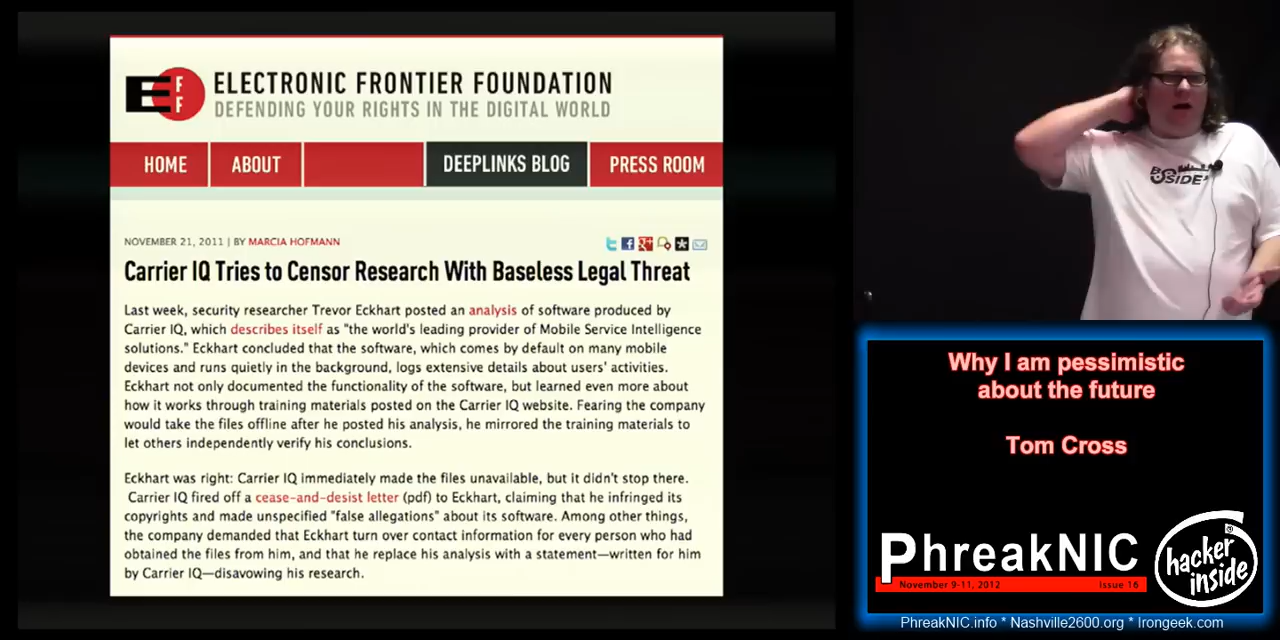 E F F
ELECTRONIC FRONTIER FOUNDATION
DEFENDING YOUR RIGHTS IN THE DIGITAL WORLD
HOME ABOUT DEEPLINKS BLOG PRESS ROOM
NOVEMBER 21, 2011 | BY MARCIA HOFMANN
Carrier IQ Tries to Censor Research With Baseless Legal Threat
Last week, security researcher Trevor Eckhart posted an analysis of software produced by
Carrier IQ, which describes itself as "the world's leading provider of Mobile Service Intelligence
solutions." Eckhart concluded that the software, which comes by default on many mobile
devices and runs quietly in the background, logs extensive details about users' activities.
Eckhart not only documented the functionality of the software, but learned even more about
how it works through training materials posted on the Carrier IQ website. Fearing the company
would take the files offline after he posted his analysis, he mirrored the training materials to
let others independently verify his conclusions.
Eckhart was right: Carrier IQ immediately made the files unavailable, but it didn't stop there.
Carrier IQ fired off a cease-and-desist letter (pdf) to Eckhart, claiming that he infringed its
copyrights and made unspecified "false allegations" about its software. Among other things,
the company demanded that Eckhart turn over contact information for every person who had
obtained the files from him, and that he replace his analysis with a statement—written for him
by Carrier IQ—disavowing his research.
SIDE
Why I am pessimistic
about the future
Tom Cross
PhreakNIC
November 9-11, 2012 Issue 16
hacker
inside
PhreakNIC.info * Nashville2600.org * Irongeek.com